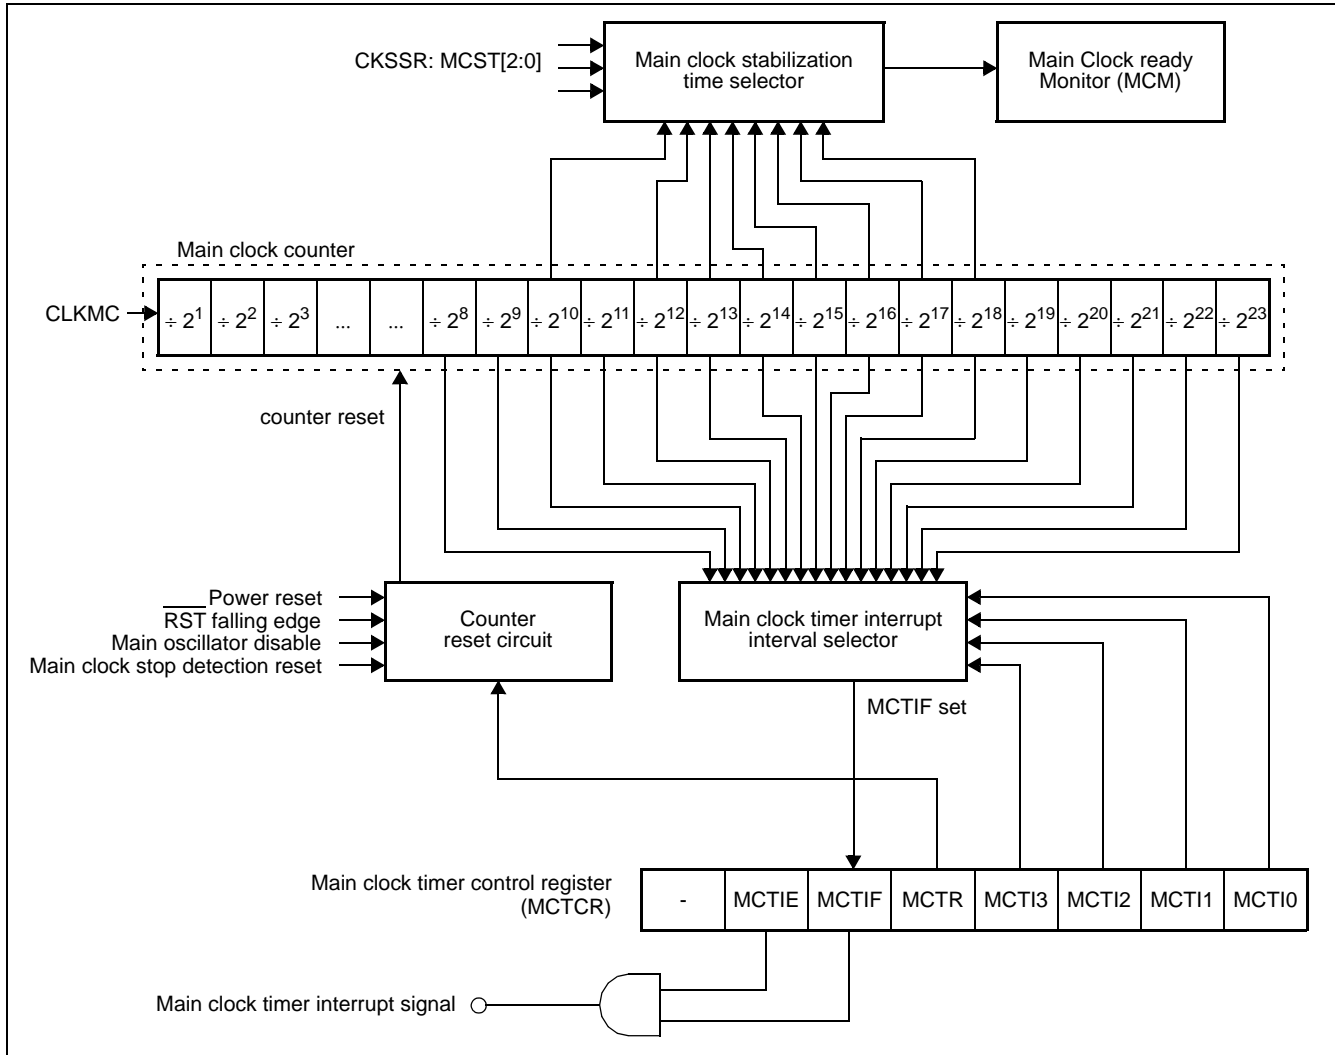 CKSSR: MCST[2:0]
Main clock stabilization
time selector
Main Clock ready
Monitor (MCM)
Main clock counter
CLKMC
÷ 2¹ ÷ 2² ÷ 2³ ... ... ÷ 2⁸ ÷ 2⁹ ÷ 2¹⁰ ÷ 2¹¹ ÷ 2¹² ÷ 2¹³ ÷ 2¹⁴ ÷ 2¹⁵ ÷ 2¹⁶ ÷ 2¹⁷ ÷ 2¹⁸ ÷ 2¹⁹ ÷ 2²⁰ ÷ 2²¹ ÷ 2²² ÷ 2²³
counter reset
Power reset
RST falling edge
Main oscillator disable
Main clock stop detection reset
Counter
reset circuit
Main clock timer interrupt
interval selector
MCTIF set
Main clock timer control register
(MCTCR)
- MCTIE MCTIF MCTR MCTI3 MCTI2 MCTI1 MCTI0
Main clock timer interrupt signal